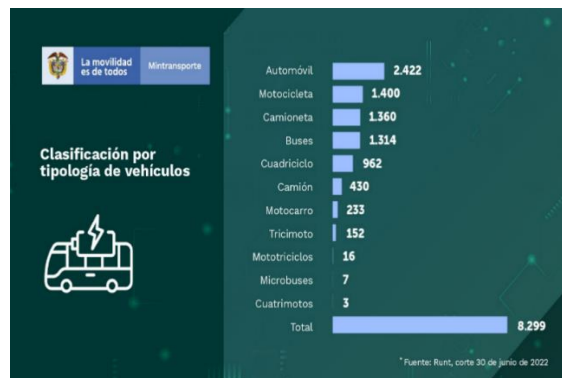 La movilidad
es de todos
Mintransporte
Clasificación por
tipología de vehículos
Automóvil 2.422
Motocicleta 1.400
Camioneta 1.360
Buses 1.314
Cuadriciclo 962
Camión 430
Motocarro 233
Tricimoto 152
Mototriciclos 16
Microbuses 7
Cuatrimotos 3
Total 8.299
* Fuente: Runt, corte 30 de junio de 2022